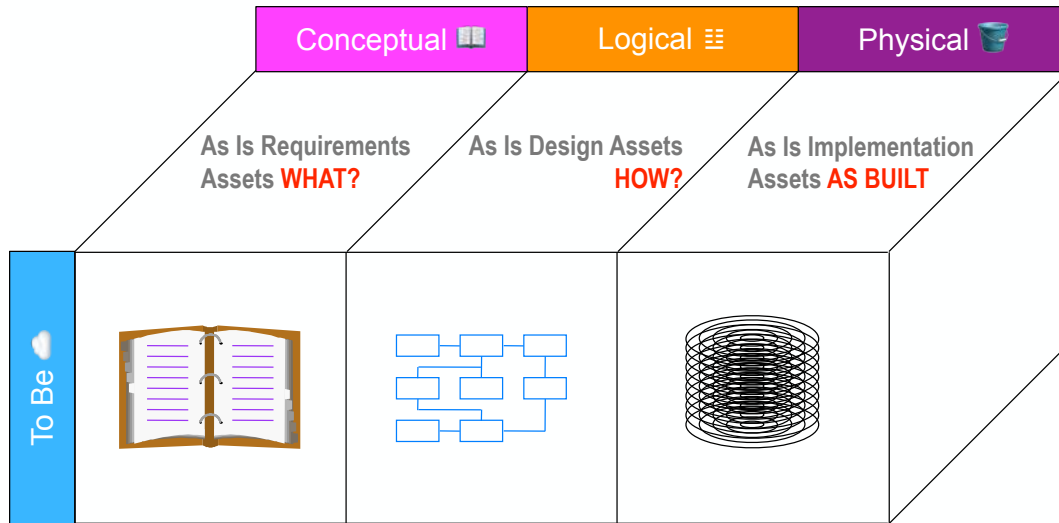 Conceptual 📖
Logical ☷
Physical 🪣
As Is Requirements
Assets WHAT?
As Is Design Assets
HOW?
As Is Implementation
Assets AS BUILT
To Be ☁️